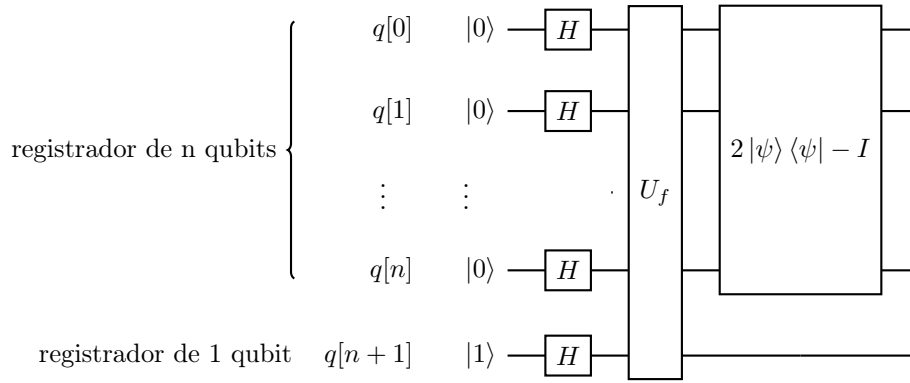 q[0] |0⟩ H
q[1] |0⟩ H
registrador de n qubits 2 |ψ⟩ ⟨ψ| − I
⋮ ⋮ U_f
q[n] |0⟩ H
registrador de 1 qubit q[n + 1] |1⟩ H